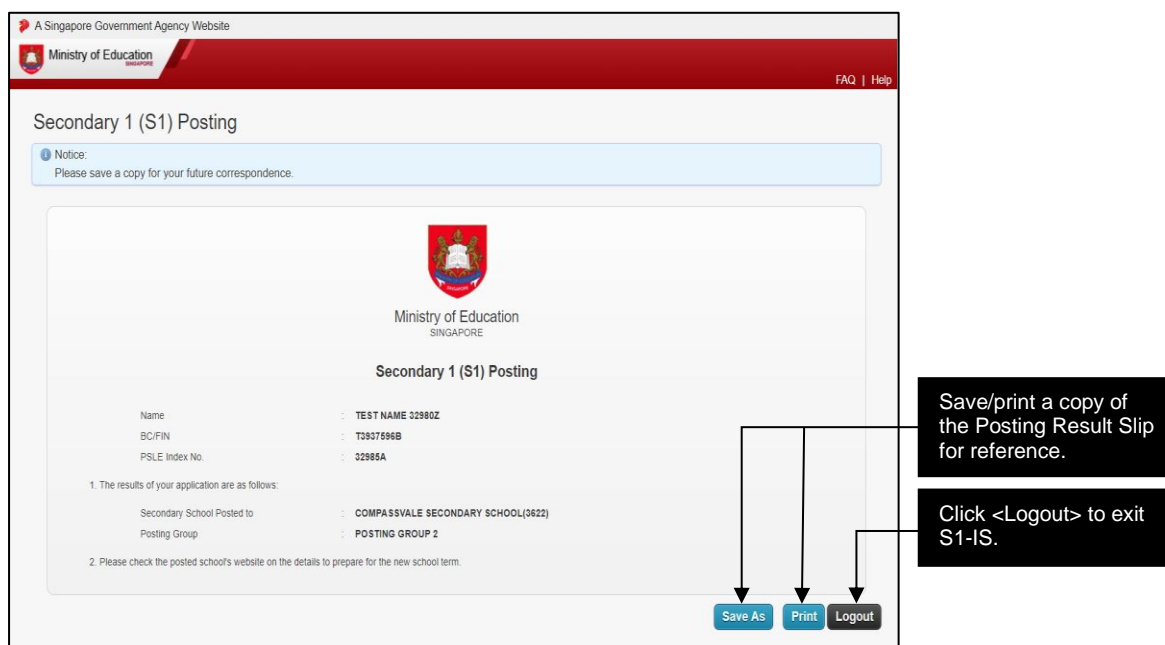 A Singapore Government Agency Website
Ministry of Education
SINGAPORE
FAQ | Help
Secondary 1 (S1) Posting
Notice:
Please save a copy for your future correspondence.
Ministry of Education
SINGAPORE
Secondary 1 (S1) Posting
Name : TEST NAME 32980Z
BC/FIN : T3937596B
PSLE Index No. : 32985A
1. The results of your application are as follows:
Secondary School Posted to : COMPASSVALE SECONDARY SCHOOL(3622)
Posting Group : POSTING GROUP 2
2. Please check the posted school's website on the details to prepare for the new school term.
Save As Print Logout
Save/print a copy of
the Posting Result Slip
for reference.
Click <Logout> to exit
S1-IS.